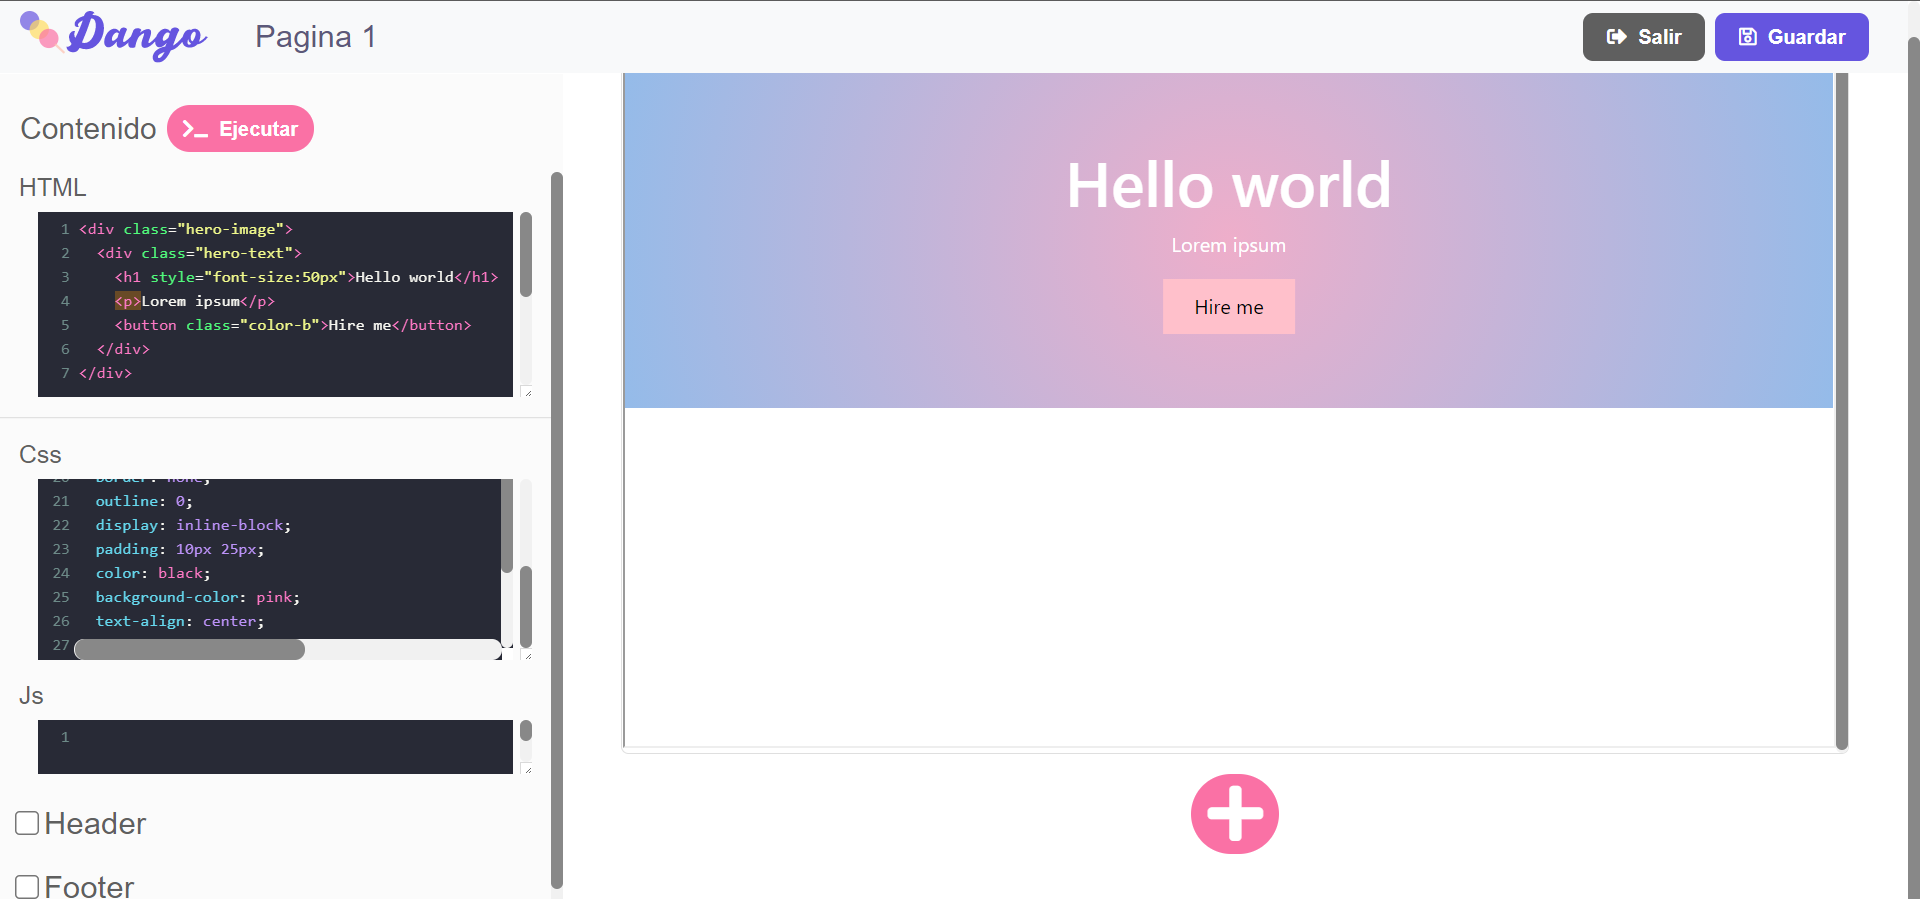 Dango
Pagina 1
Salir
Guardar
Contenido
Ejecutar
HTML
1 <div class="hero-image">
2 <div class="hero-text">
3 <h1 style="font-size:50px">Hello world</h1>
4 <p>Lorem ipsum</p>
5 <button class="color-b">Hire me</button>
6 </div>
7 </div>
Css
20 border: none;
21 outline: 0;
22 display: inline-block;
23 padding: 10px 25px;
24 color: black;
25 background-color: pink;
26 text-align: center;
27
Js
1
Header
Footer
Hello world
Lorem ipsum
Hire me